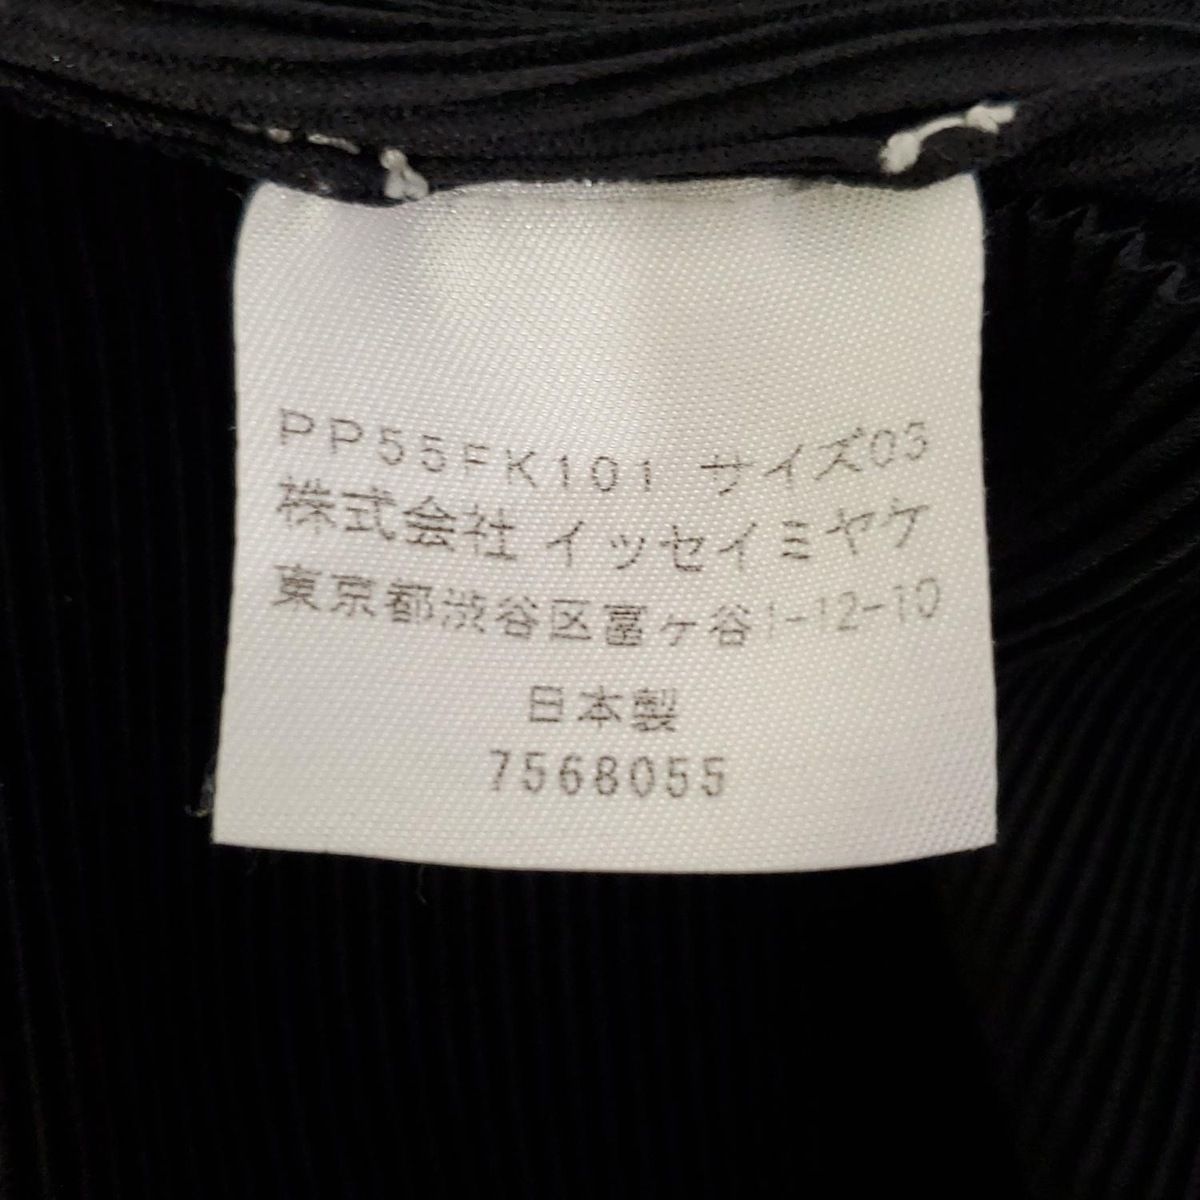 PP55FK101 サイズ03
株式会社 イッセイミヤケ
東京都渋谷区富ヶ谷1-12-10
日本製
7568055